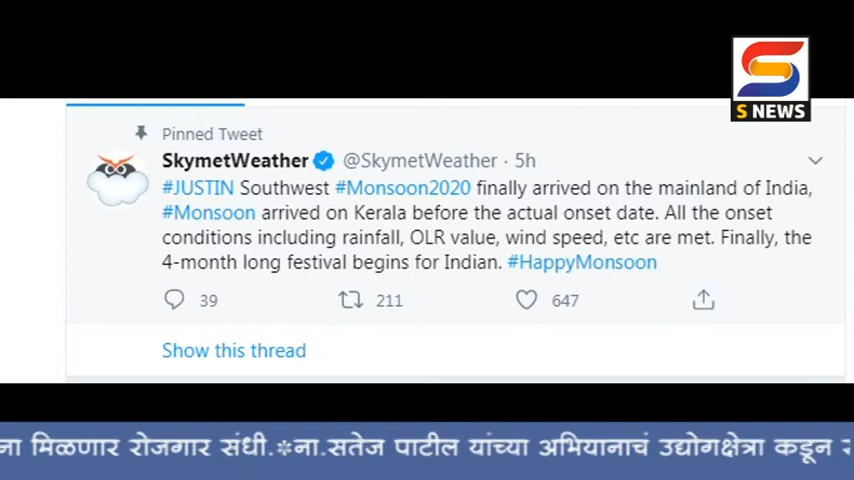 S NEWS
Pinned Tweet
SkymetWeather @SkymetWeather · 5h
#JUSTIN Southwest #Monsoon2020 finally arrived on the mainland of India,
#Monsoon arrived on Kerala before the actual onset date. All the onset
conditions including rainfall, OLR value, wind speed, etc are met. Finally, the
4-month long festival begins for Indian. #HappyMonsoon
39 211 647
Show this thread
मिळणार रोजगार संधी.*ना.सतेज पाटील यांच्या अभियानाचं उद्योगक्षेत्रा कडून